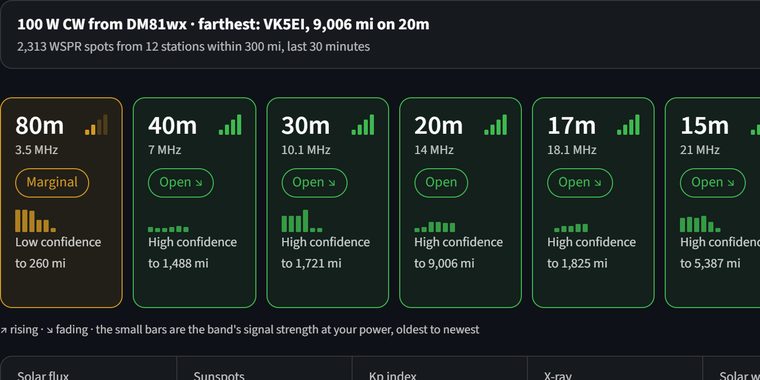 100 W CW from DM81wx · farthest: VK5EI, 9,006 mi on 20m
2,313 WSPR spots from 12 stations within 300 mi, last 30 minutes
80m
3.5 MHz
Marginal
Low confidence
to 260 mi
40m
7 MHz
Open ↘
High confidence
to 1,488 mi
30m
10.1 MHz
Open ↘
High confidence
to 1,721 mi
20m
14 MHz
Open
High confidence
to 9,006 mi
17m
18.1 MHz
Open ↘
High confidence
to 1,825 mi
15m
21 MHz
Open ↘
High confidenc
to 5,387 mi
↗ rising · ↘ fading · the small bars are the band's signal strength at your power, oldest to newest
Solar flux
Sunspots
Kp index
X-ray
Solar w